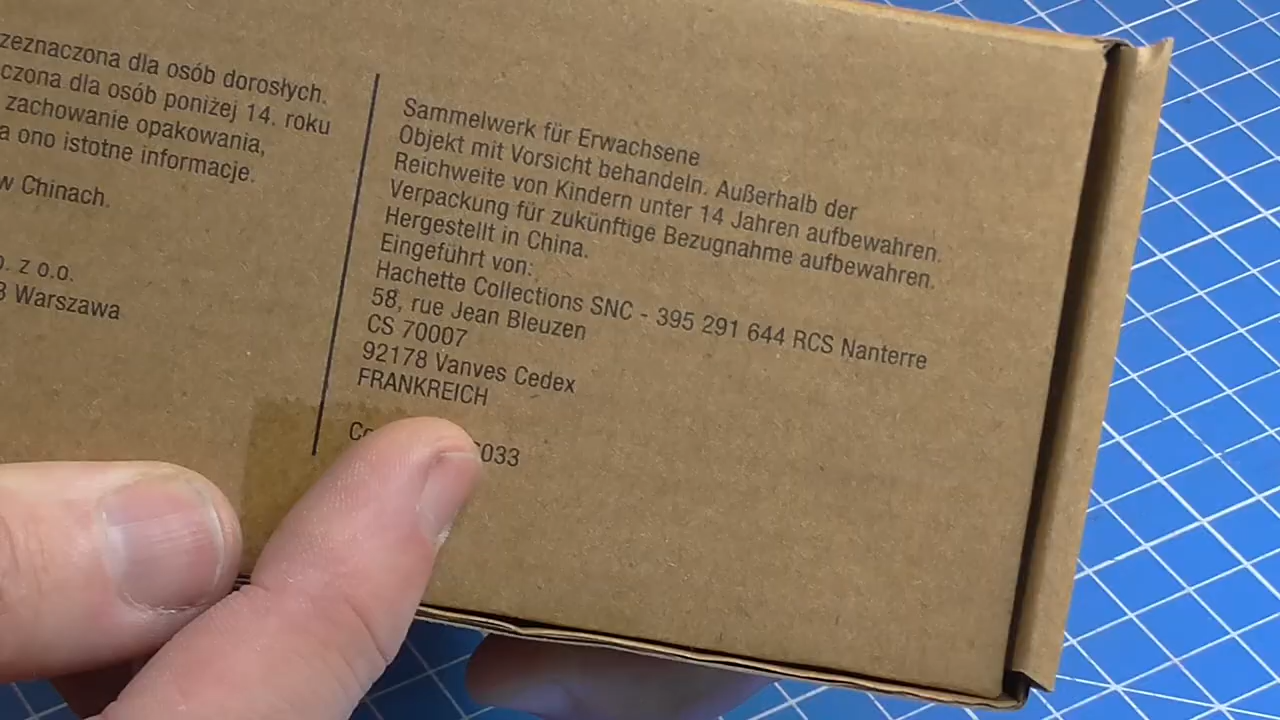 dla osób dorosłych.
dla osób poniżej 14. roku
zachowanie opakowania,
ono istotne informacje.
w Chinach.
z o.o.
Warszawa
Sammelwerk für Erwachsene
Objekt mit Vorsicht behandeln. Außerhalb der
Reichweite von Kindern unter 14 Jahren aufbewahren.
Verpackung für zukünftige Bezugnahme aufbewahren.
Hergestellt in China.
Eingeführt von:
Hachette Collections SNC - 395 291 644 RCS Nanterre
58, rue Jean Bleuzen
CS 70007
92178 Vanves Cedex
FRANKREICH